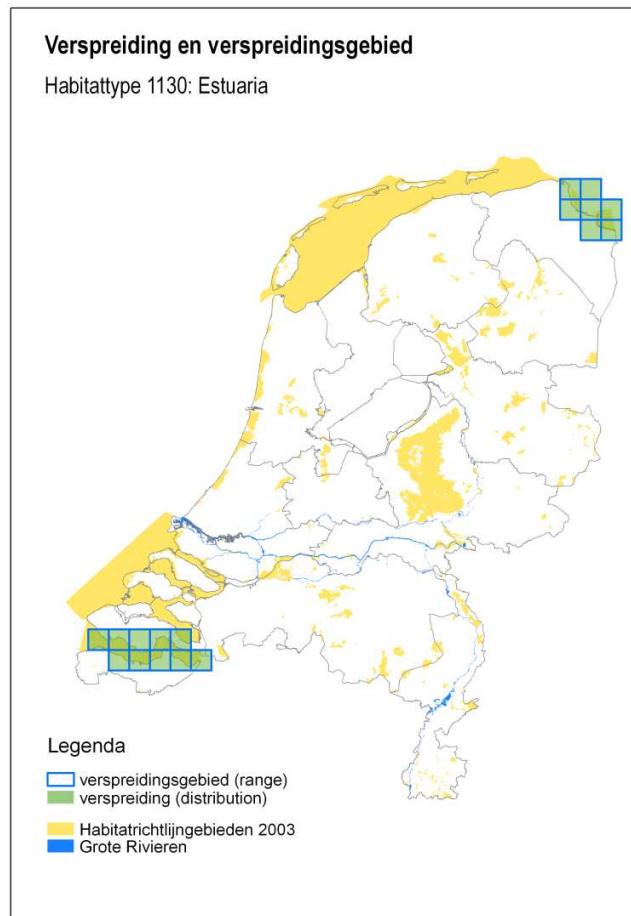 Verspreiding en verspreidingsgebied
Habitattype 1130: Estuaria
Legenda
verspreidingsgebied (range)
verspreiding (distribution)
Habitatrichtlijngebieden 2003
Grote Rivieren